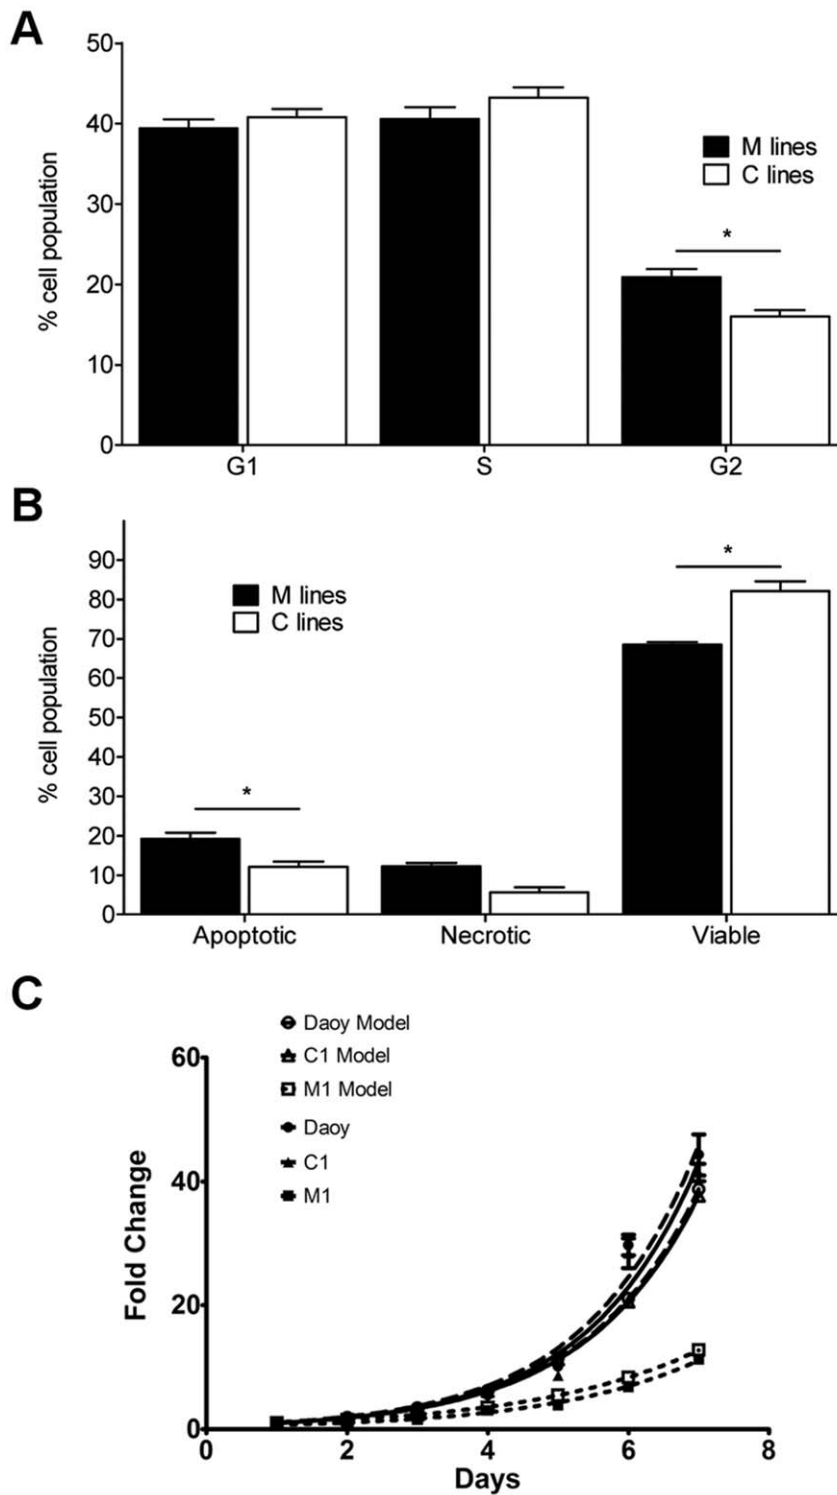 A
50
40
30
20
10
0
% cell population
M lines
C lines
*
G1
S
G2
B
90
80
70
60
50
40
30
20
10
0
% cell population
M lines
C lines
*
*
Apoptotic
Necrotic
Viable
C
Daoy Model
C1 Model
M1 Model
Daoy
C1
M1
60
40
20
0
Fold Change
0
2
4
6
8
Days